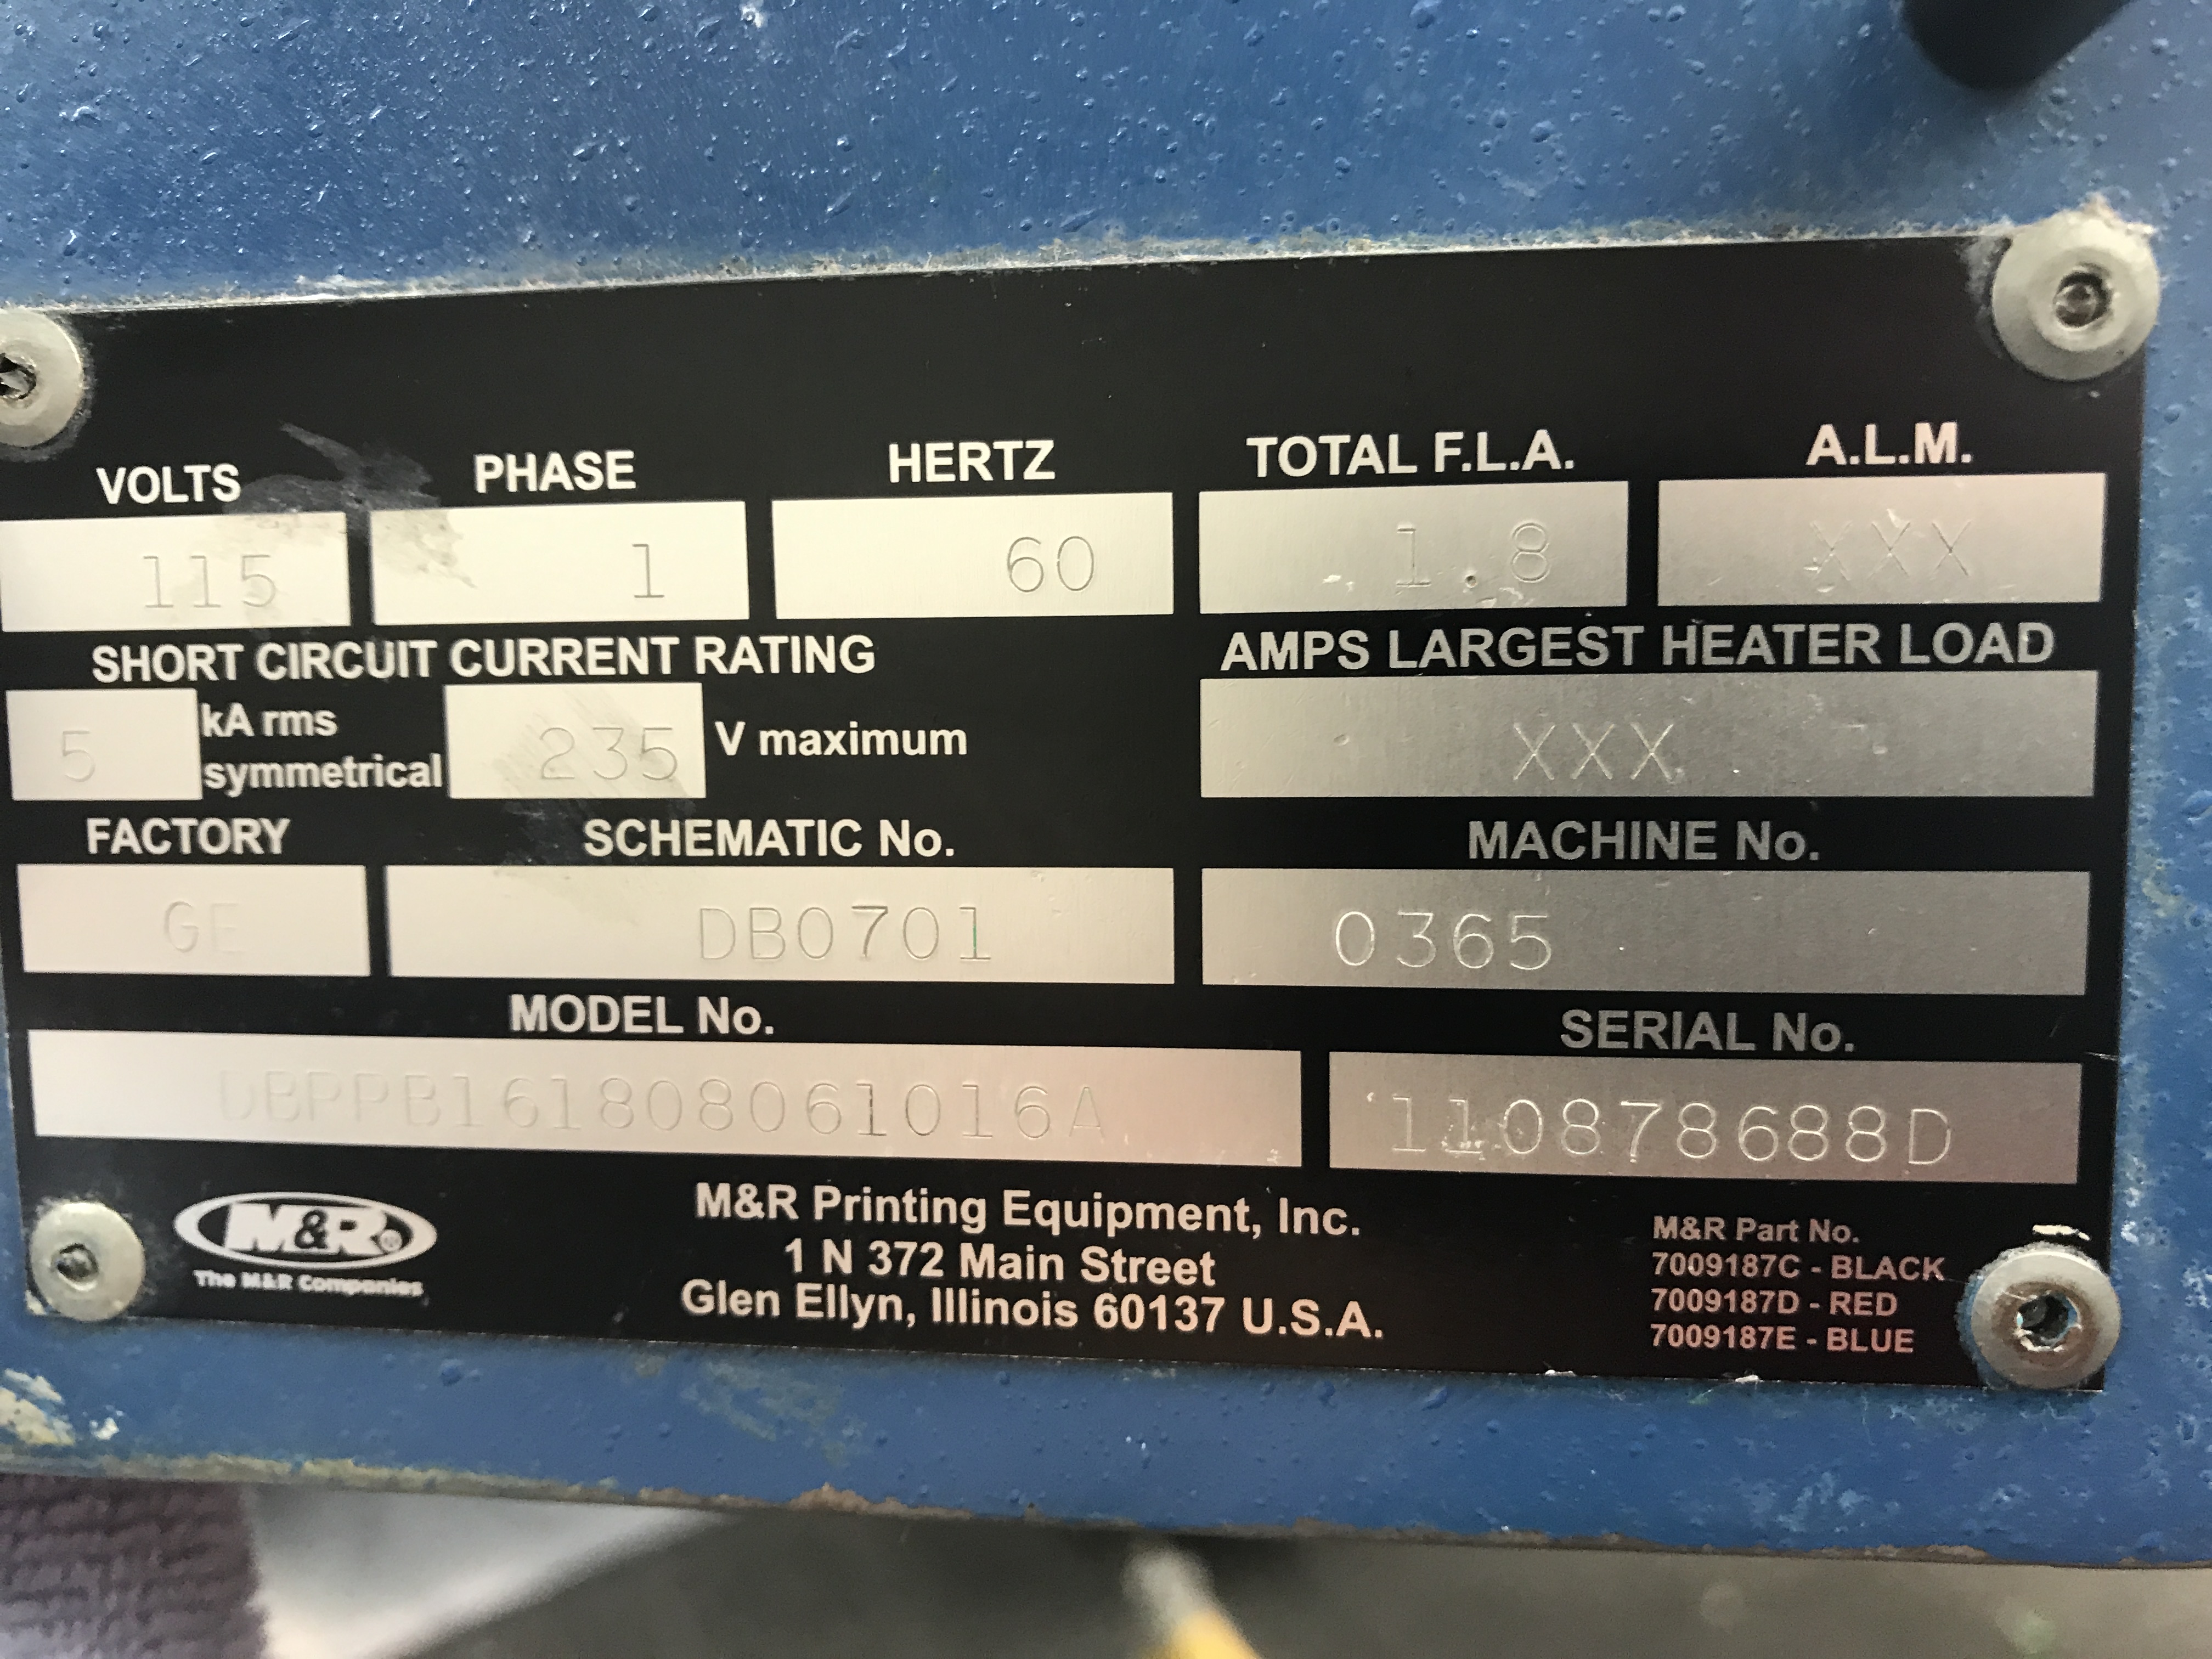 VOLTS PHASE HERTZ TOTAL F.L.A. A.L.M.
115 1 60 1.8 XXX
SHORT CIRCUIT CURRENT RATING AMPS LARGEST HEATER LOAD
5 kA rms symmetrical 235 V maximum XXX
FACTORY SCHEMATIC No. MACHINE No.
GE DB0701 0365
MODEL No. SERIAL No.
DBPPB161808061016A 110878688D
M&R
The M&R Companies
M&R Printing Equipment, Inc.
1 N 372 Main Street
Glen Ellyn, Illinois 60137 U.S.A.
M&R Part No.
7009187C - BLACK
7009187D - RED
7009187E - BLUE